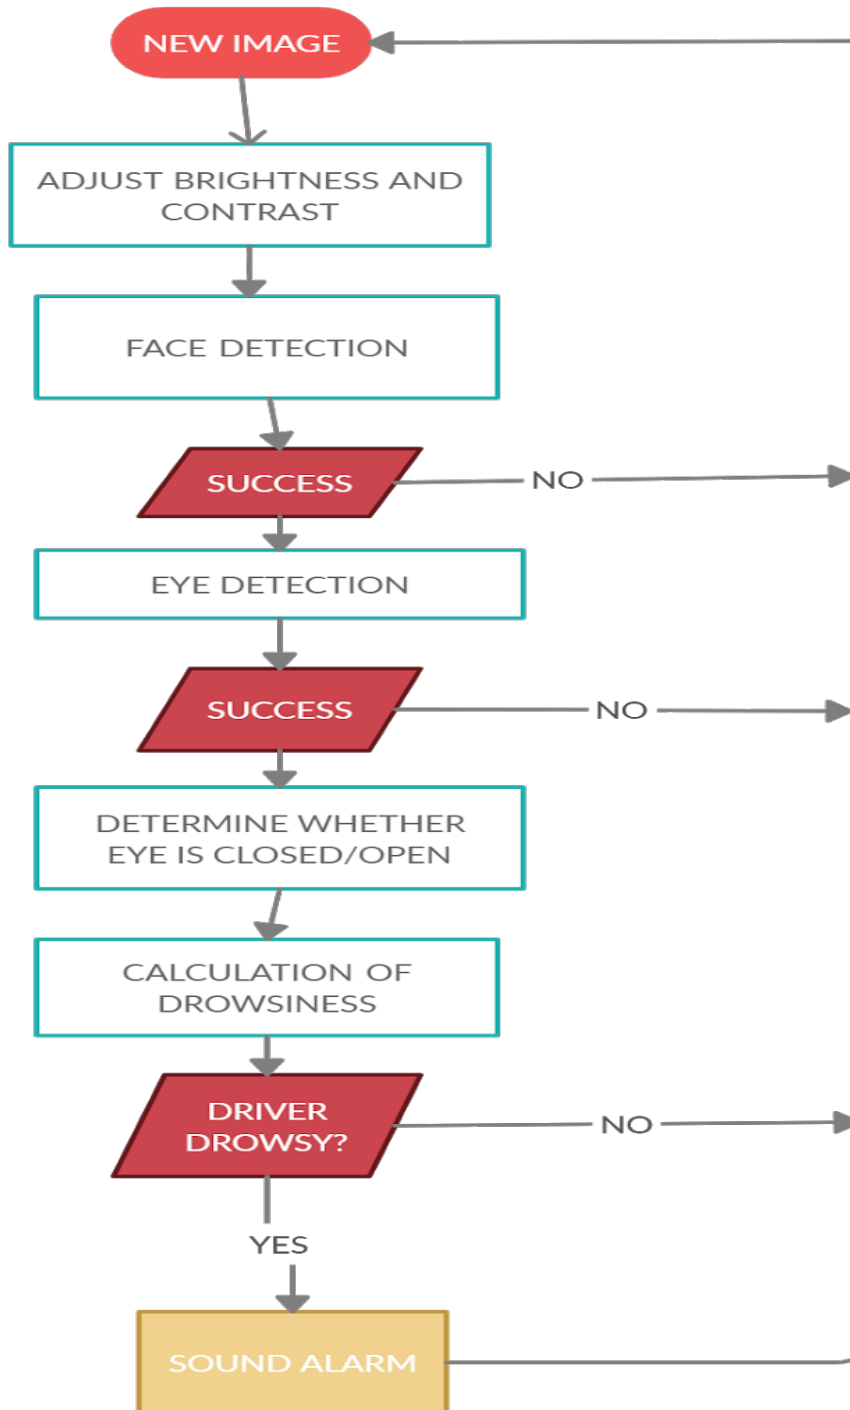 NEW IMAGE
ADJUST BRIGHTNESS AND
CONTRAST
FACE DETECTION
SUCCESS
NO
EYE DETECTION
SUCCESS
NO
DETERMINE WHETHER
EYE IS CLOSED/OPEN
CALCULATION OF
DROWSINESS
DRIVER
DROWSY?
NO
YES
SOUND ALARM